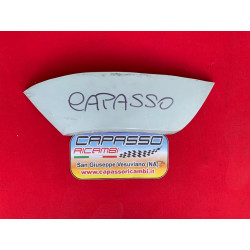 CAPASSO
CAPASSO
RICAMBI
San Giuseppe Vesuviano (NA)
www.capassoricambi.it